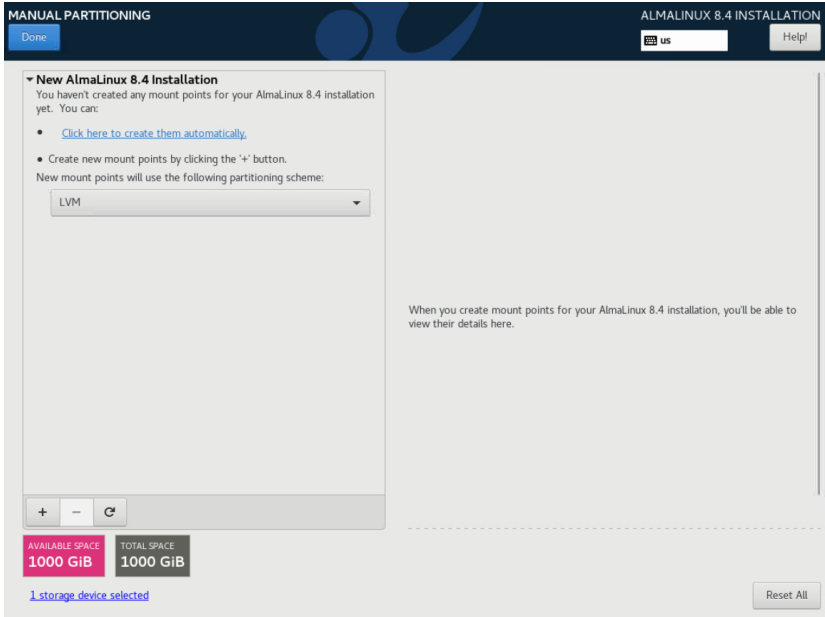 MANUAL PARTITIONING
ALMALINUX 8.4 INSTALLATION
Done
us
Help!
New AlmaLinux 8.4 Installation
You haven't created any mount points for your AlmaLinux 8.4 installation
yet. You can:
• Click here to create them automatically.
• Create new mount points by clicking the '+' button.
New mount points will use the following partitioning scheme:
LVM
When you create mount points for your AlmaLinux 8.4 installation, you'll be able to
view their details here.
+ −
AVAILABLE SPACE
1000 GiB
TOTAL SPACE
1000 GiB
1 storage device selected
Reset All